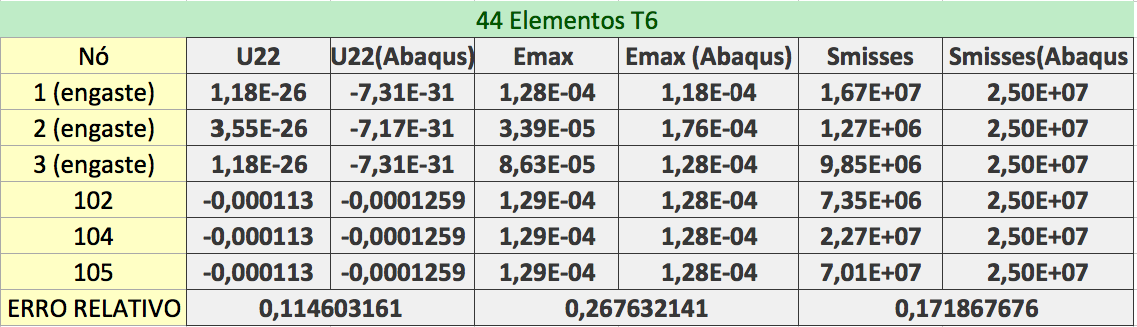 44 Elementos T6
Nó U22 U22(Abaqus) Emax Emax (Abaqus) Smisses Smisses(Abaqus
1 (engaste) 1,18E-26 -7,31E-31 1,28E-04 1,18E-04 1,67E+07 2,50E+07
2 (engaste) 3,55E-26 -7,17E-31 3,39E-05 1,76E-04 1,27E+06 2,50E+07
3 (engaste) 1,18E-26 -7,31E-31 8,63E-05 1,28E-04 9,85E+06 2,50E+07
102 -0,000113 -0,0001259 1,29E-04 1,28E-04 7,35E+06 2,50E+07
104 -0,000113 -0,0001259 1,29E-04 1,28E-04 2,27E+07 2,50E+07
105 -0,000113 -0,0001259 1,29E-04 1,28E-04 7,01E+07 2,50E+07
ERRO RELATIVO 0,114603161 0,267632141 0,171867676